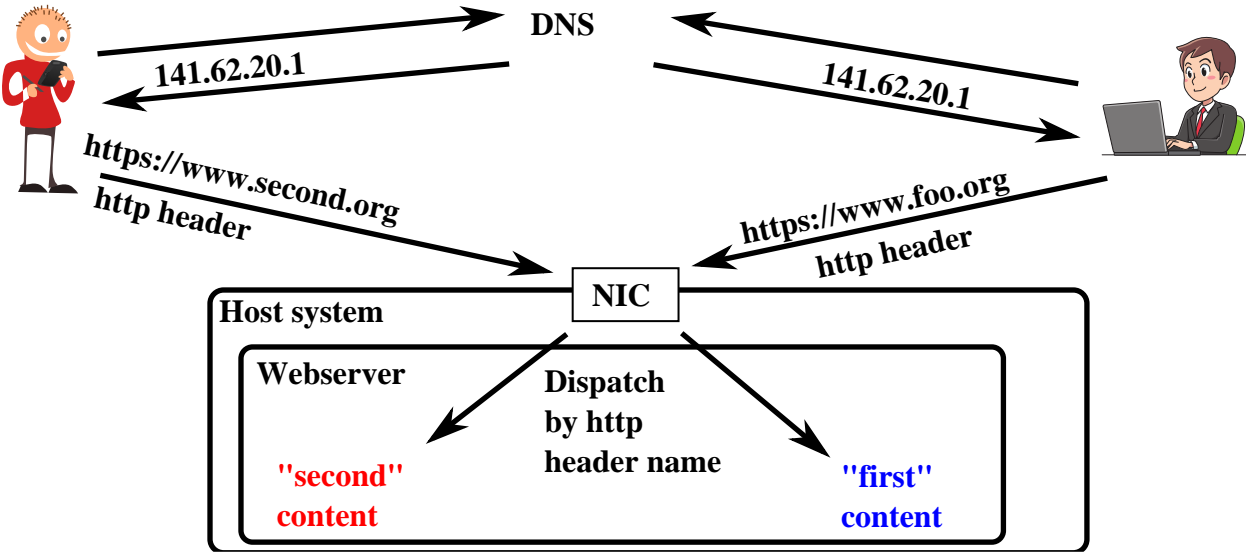 DNS
141.62.20.1
141.62.20.1
https://www.second.org
http header
https://www.foo.org
http header
NIC
Host system
Webserver
Dispatch
by http
header name
"second"
content
"first"
content